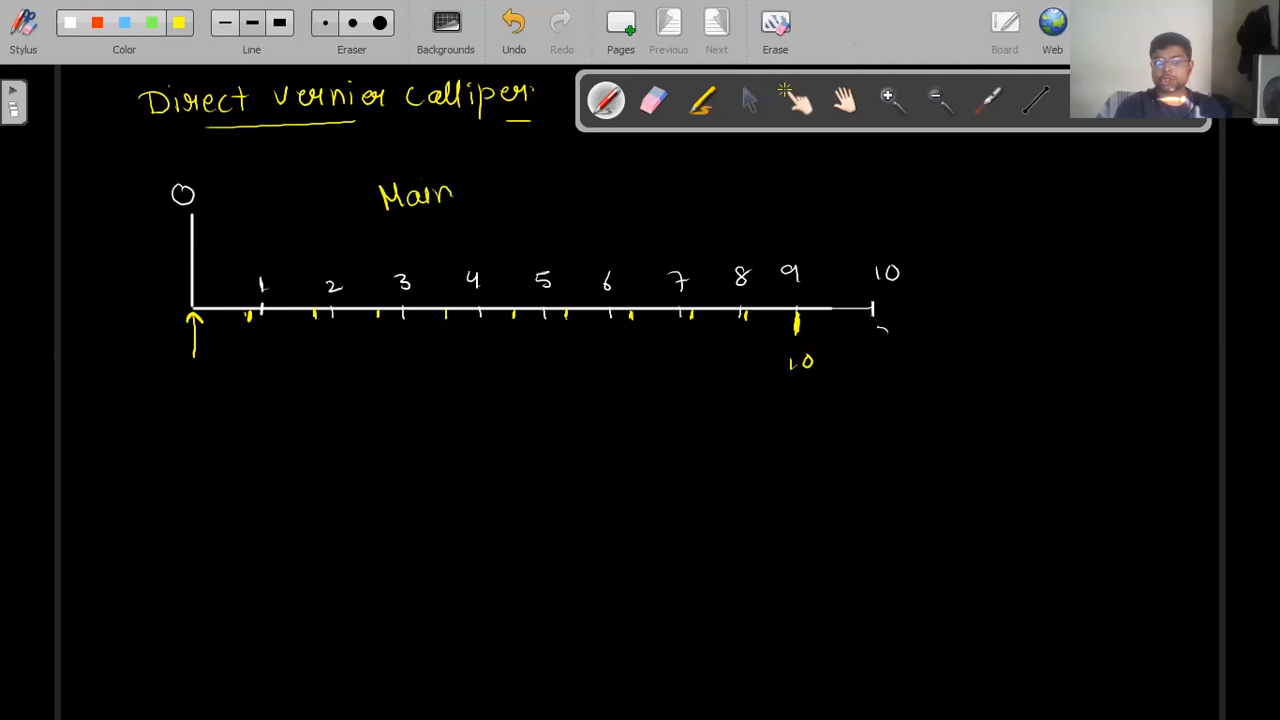 Color Line Eraser Backgrounds Undo Redo Pages Previous Next Erase Board Web
Stylus
Direct Vernier Calliper
0
Main
1 2 3 4 5 6 7 8 9 10
10